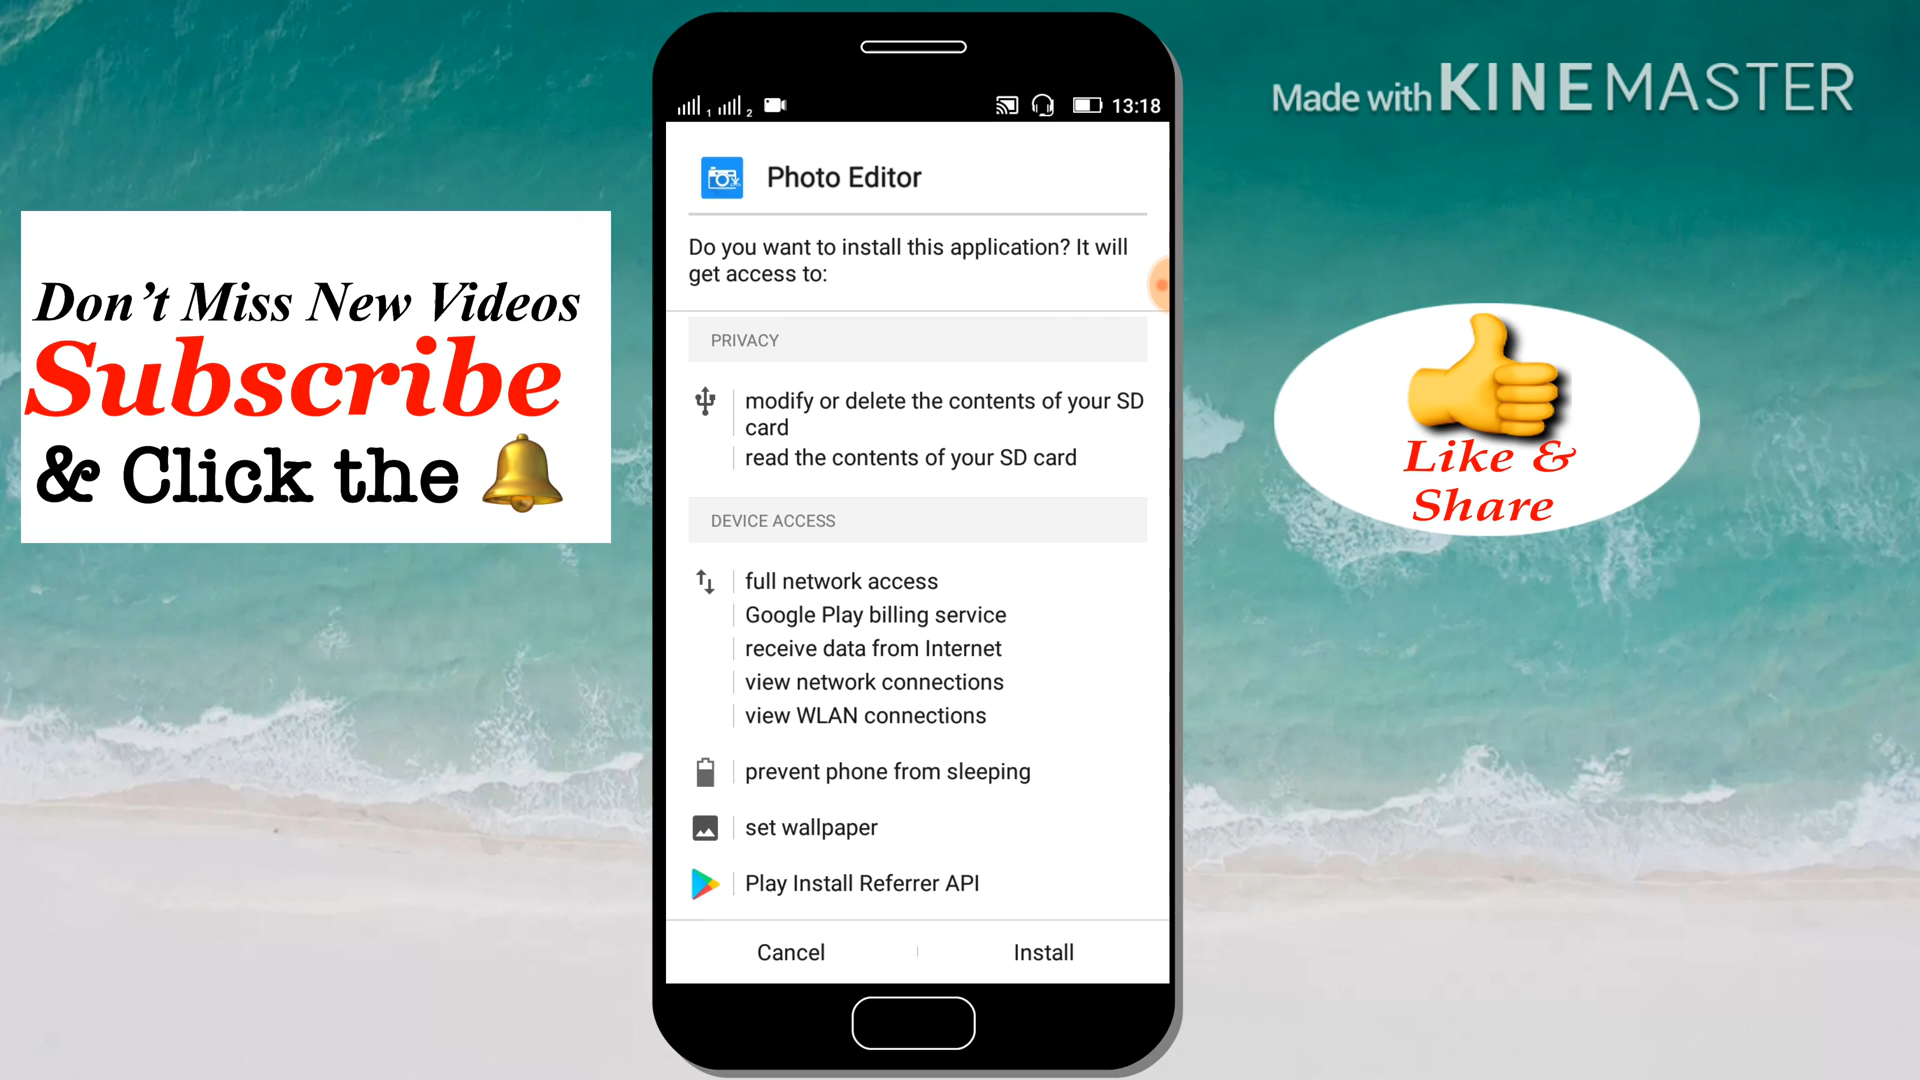 Made with KINEMASTER
1 2 13:18
Photo Editor
Do you want to install this application? It will
get access to:
PRIVACY
modify or delete the contents of your SD
card
read the contents of your SD card
DEVICE ACCESS
full network access
Google Play billing service
receive data from Internet
view network connections
view WLAN connections
prevent phone from sleeping
set wallpaper
Play Install Referrer API
Cancel
Install
Don't Miss New Videos
Subscribe
& Click the
Like &
Share